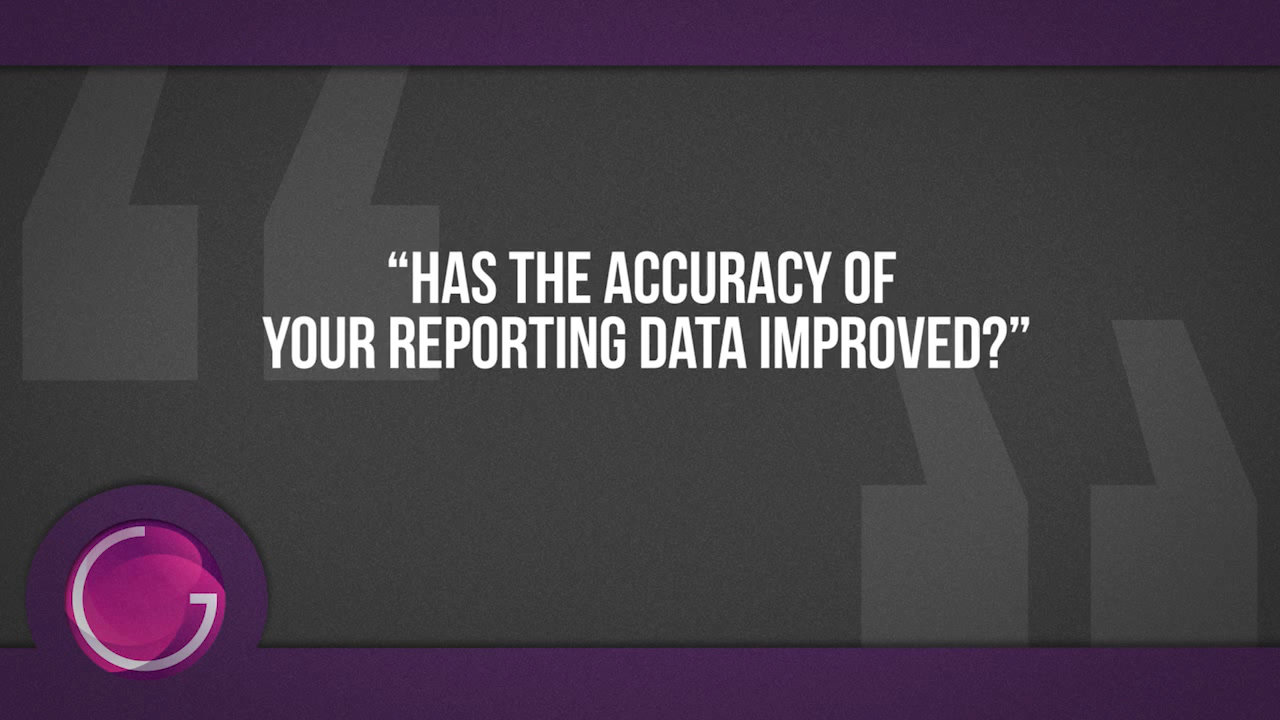 “HAS THE ACCURACY OF
YOUR REPORTING DATA IMPROVED?”
G